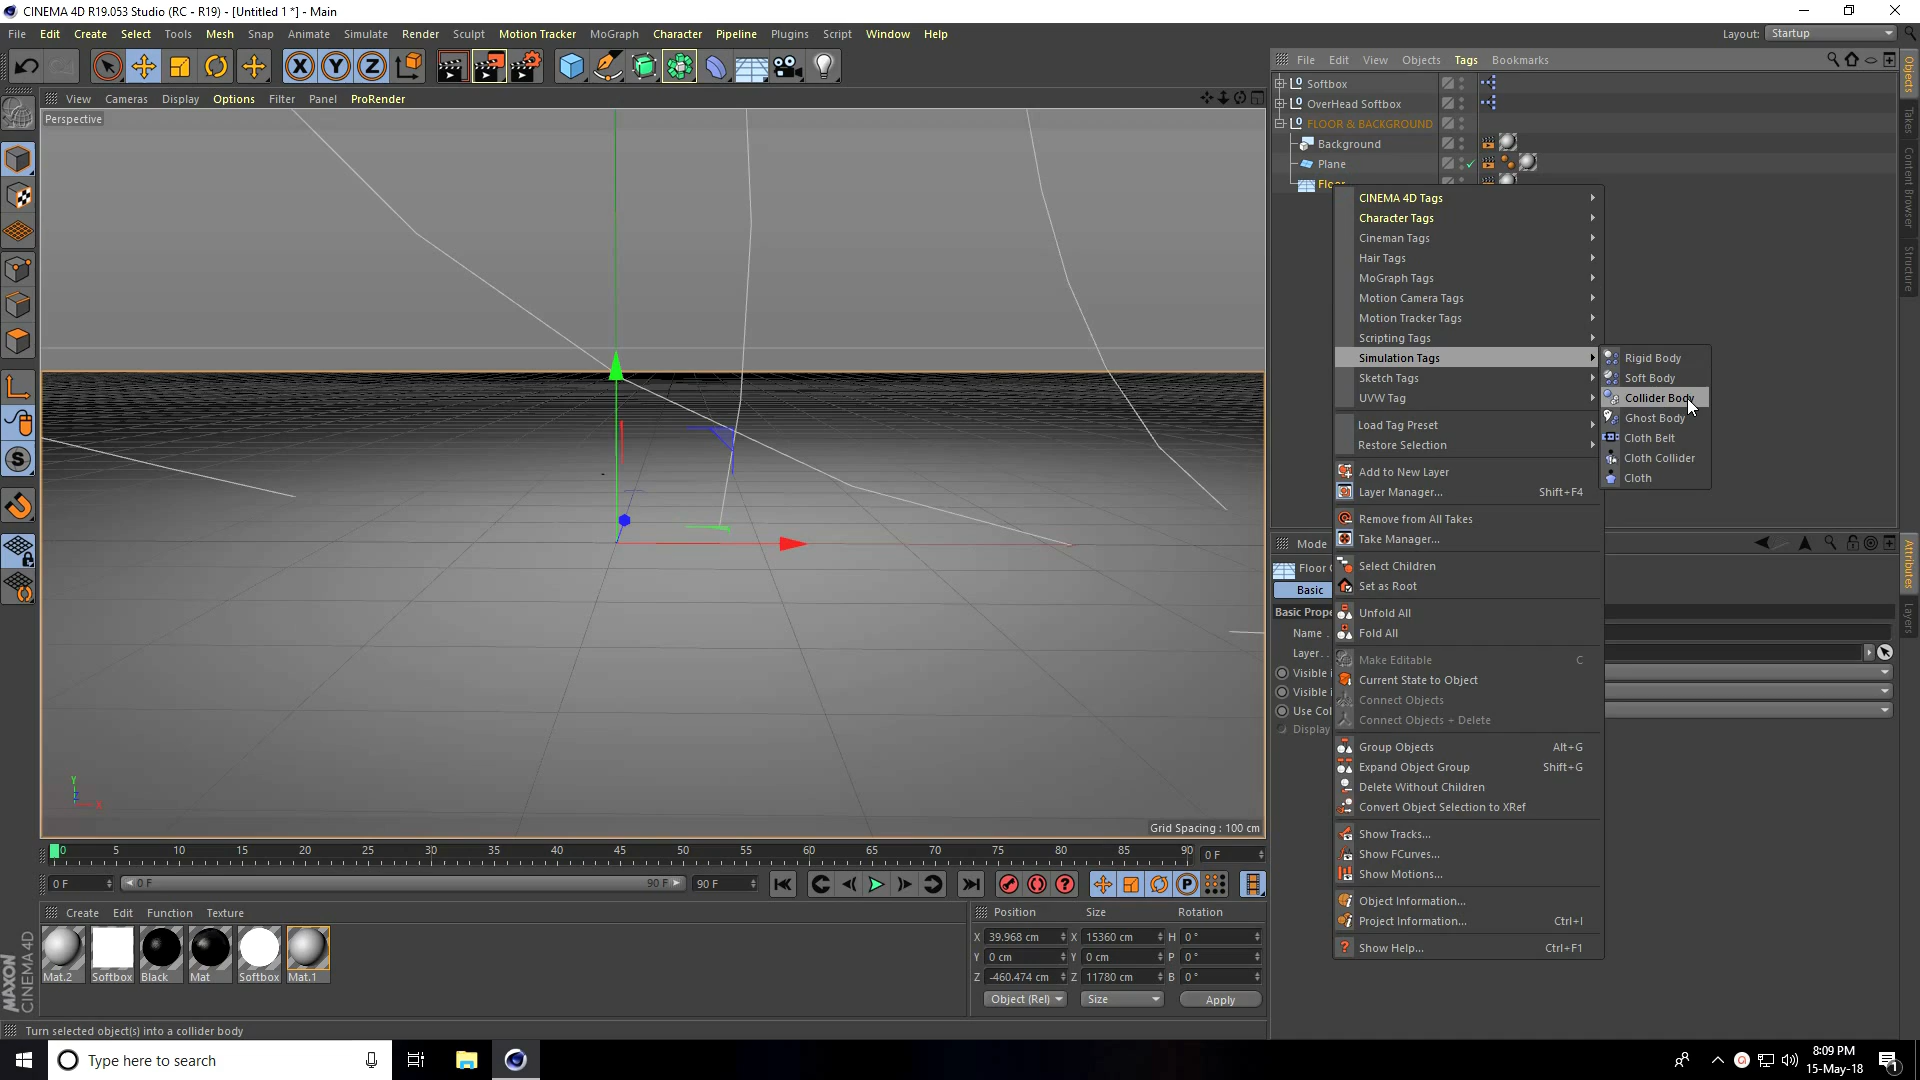 CINEMA 4D R19.053 Studio (RC - R19) - [Untitled 1 *] - Main
File Edit Create Select Tools Mesh Snap Animate Simulate Render Sculpt Motion Tracker MoGraph Character Pipeline Plugins Script Window Help
Layout: Startup
View Cameras Display Options Filter Panel ProRender
Perspective
File Edit View Objects Tags Bookmarks
Softbox
OverHead Softbox
FLOOR & BACKGROUND
Background
Plane
Floor
Objects
Takes
Content Browser
Structure
CINEMA 4D Tags
Character Tags
Cineman Tags
Hair Tags
MoGraph Tags
Motion Camera Tags
Motion Tracker Tags
Scripting Tags
Simulation Tags
Sketch Tags
UVW Tag
Load Tag Preset
Restore Selection
Add to New Layer
Layer Manager... Shift+F4
Remove from All Takes
Take Manager...
Select Children
Set as Root
Unfold All
Fold All
Make Editable C
Current State to Object
Connect Objects
Connect Objects + Delete
Group Objects Alt+G
Expand Object Group Shift+G
Delete Without Children
Convert Object Selection to XRef
Show Tracks...
Show FCurves...
Show Motions...
Object Information...
Project Information... Ctrl+I
Show Help... Ctrl+F1
Rigid Body
Soft Body
Collider Body
Ghost Body
Cloth Belt
Cloth Collider
Cloth
Mode
Floor
Basic
Basic Prope
Name .
Layer. .
Visible i
Visible i
Use Col
Display
Attributes
Layers
Y
X
Grid Spacing : 100 cm
0 5 10 15 20 25 30 35 40 45 50 55 60 65 70 75 80 85 90
0 F
0 F 0 F 90 F 90 F
Create Edit Function Texture
Mat.2 Softbox Black Mat Softbox Mat.1
MAXON
CINEMA 4D
Position Size Rotation
X 39.968 cm X 15360 cm H 0 °
Y 0 cm Y 0 cm P 0 °
Z -460.474 cm Z 11780 cm B 0 °
Object (Rel) Size Apply
Turn selected object(s) into a collider body
Type here to search
8:09 PM
15-May-18
1